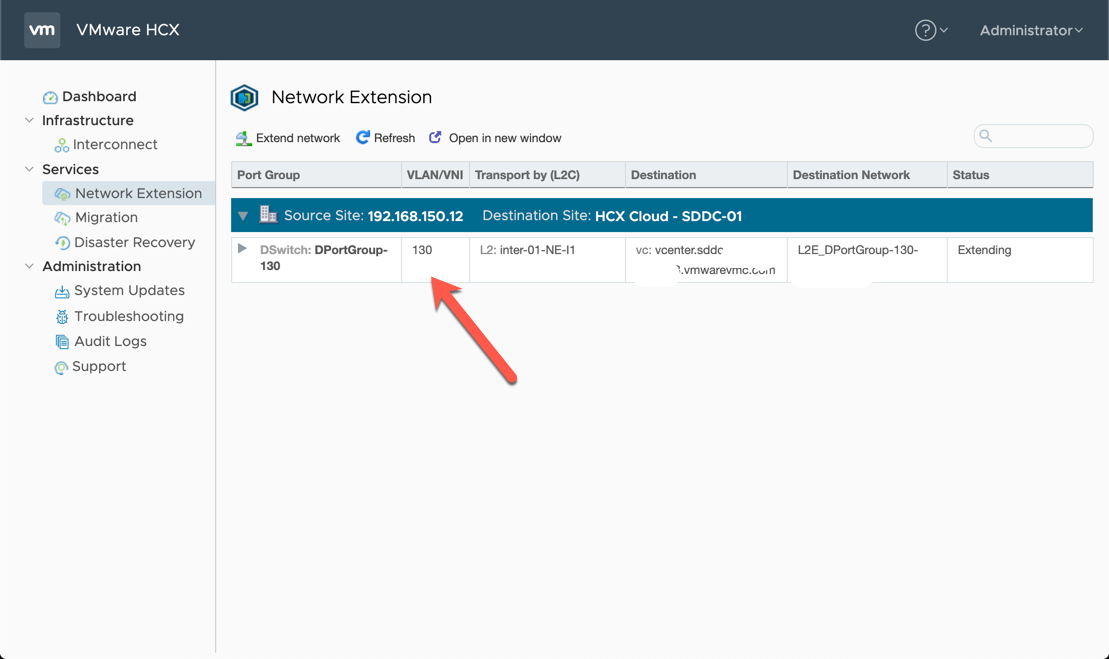 vm VMware HCX ? Administrator
Dashboard
Infrastructure
Interconnect
Services
Network Extension
Migration
Disaster Recovery
Administration
System Updates
Troubleshooting
Audit Logs
Support
Network Extension
Extend network Refresh Open in new window
Port Group VLAN/VNI Transport by (L2C) Destination Destination Network Status
Source Site: 192.168.150.12 Destination Site: HCX Cloud - SDDC-01
DSwitch: DPortGroup- 130 L2: inter-01-NE-I1 vc: vcenter.sddc L2E_DPortGroup-130- Extending
130 .vmwarevmc.com